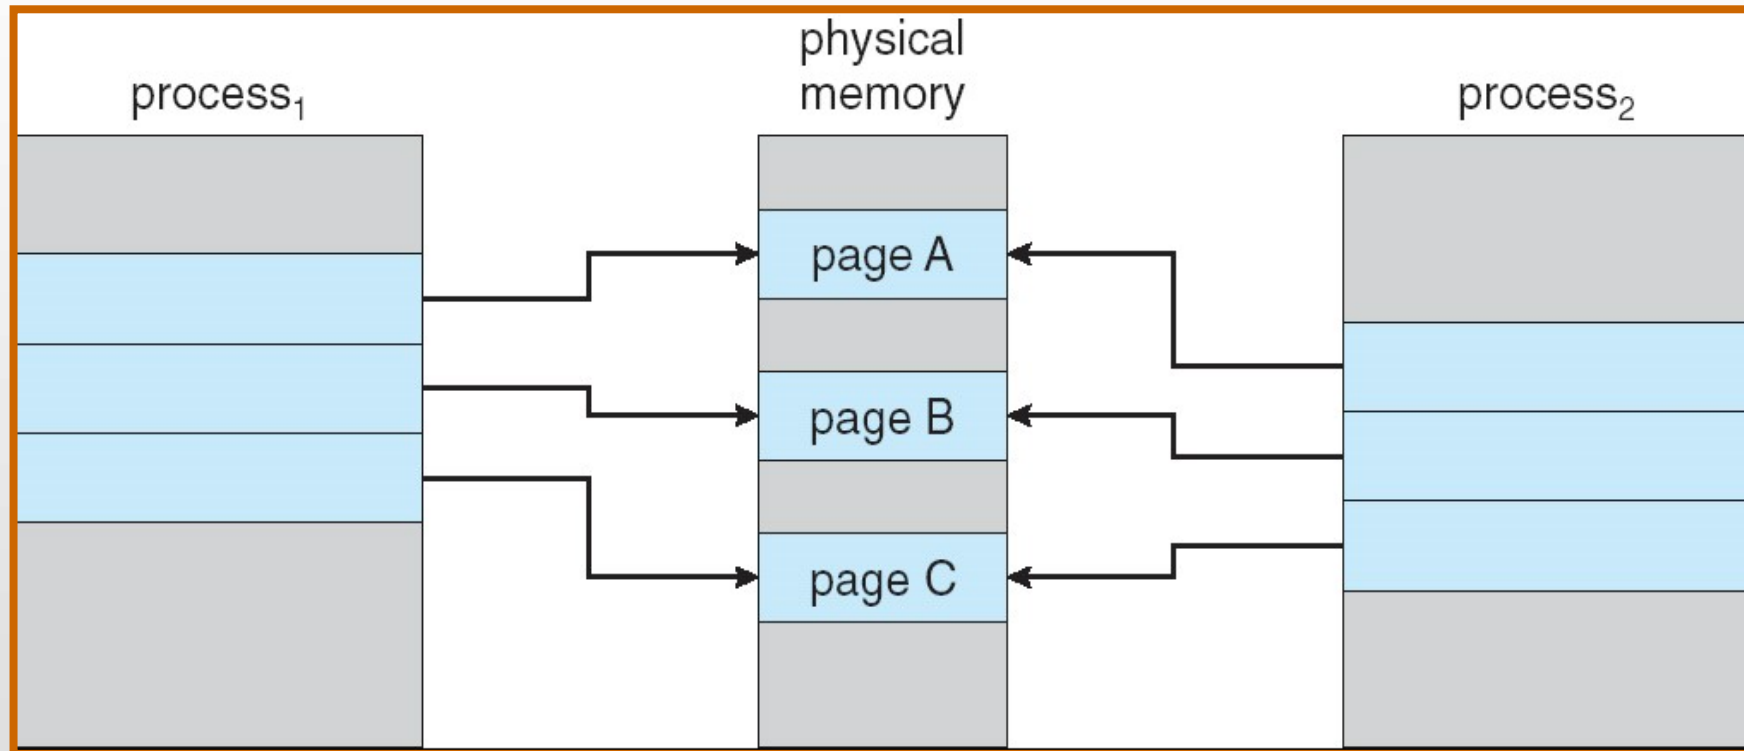 process₁
physical
memory
process₂
page A
page B
page C